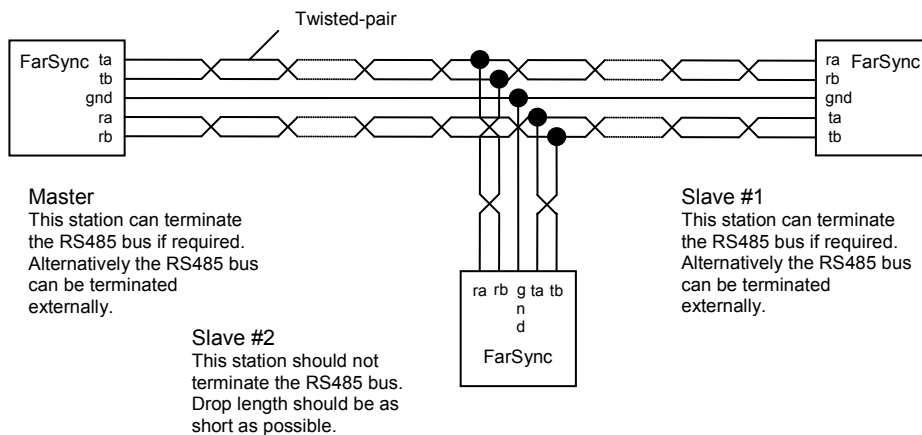 Twisted-pair
FarSync
ta
tb
gnd
ra
rb
ra
rb
gnd
ta
tb
FarSync
Master
This station can terminate
the RS485 bus if required.
Alternatively the RS485 bus
can be terminated
externally.
Slave #1
This station can terminate
the RS485 bus if required.
Alternatively the RS485 bus
can be terminated
externally.
ra rb gnd ta tb
FarSync
Slave #2
This station should not
terminate the RS485 bus.
Drop length should be as
short as possible.